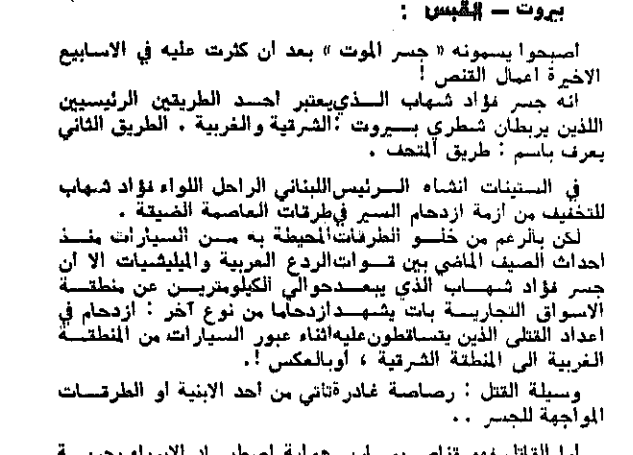 بيروت – القبس :
اصبحوا يسمونه « جسر الموت » بعد ان كثرت عليه في الاسابيع
الاخيرة اعمال القنص !
انه جسر فؤاد شهاب الذي يعتبر احد الطريقين الرئيسيين
اللذين يربطان شطري بيروت : الشرقية والغربية . الطريق الثاني
يعرف باسم : طريق المتحف .
في الستينات انشاه الرئيس اللبناني الراحل اللواء فؤاد شهاب
للتخفيف من ازمة ازدحام السير في طرقات العاصمة الضيقة .
لكن بالرغم من خلو الطرقات المحيطة به من السيارات منذ
احداث الصيف الماضي بين قوات الردع العربية والميليشيات الا ان
جسر فؤاد شهاب الذي يبعد حوالي الكيلومترين عن منطقة
الاسواق التجارية بات يشهد ازدحاما من نوع آخر : ازدحام في
اعداد القتلى الذين يتساقطون عليه اثناء عبور السيارات من المنطقة
الغربية الى المنطقة الشرقية ، أو بالعكس !.
وسيلة القتل : رصاصة غادرة تاتي من أحد الابنية او الطرقات
المواجهة للجسر ..
اما القاتل فهو قناص